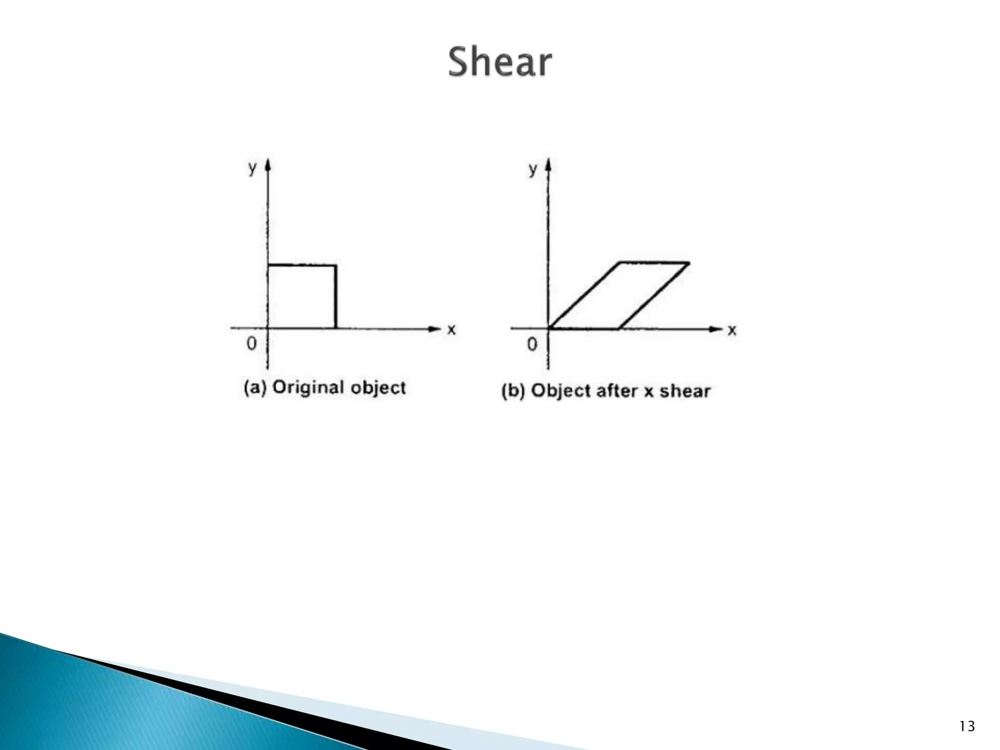 Shear
y
x
0
(a) Original object
y
x
0
(b) Object after x shear
13